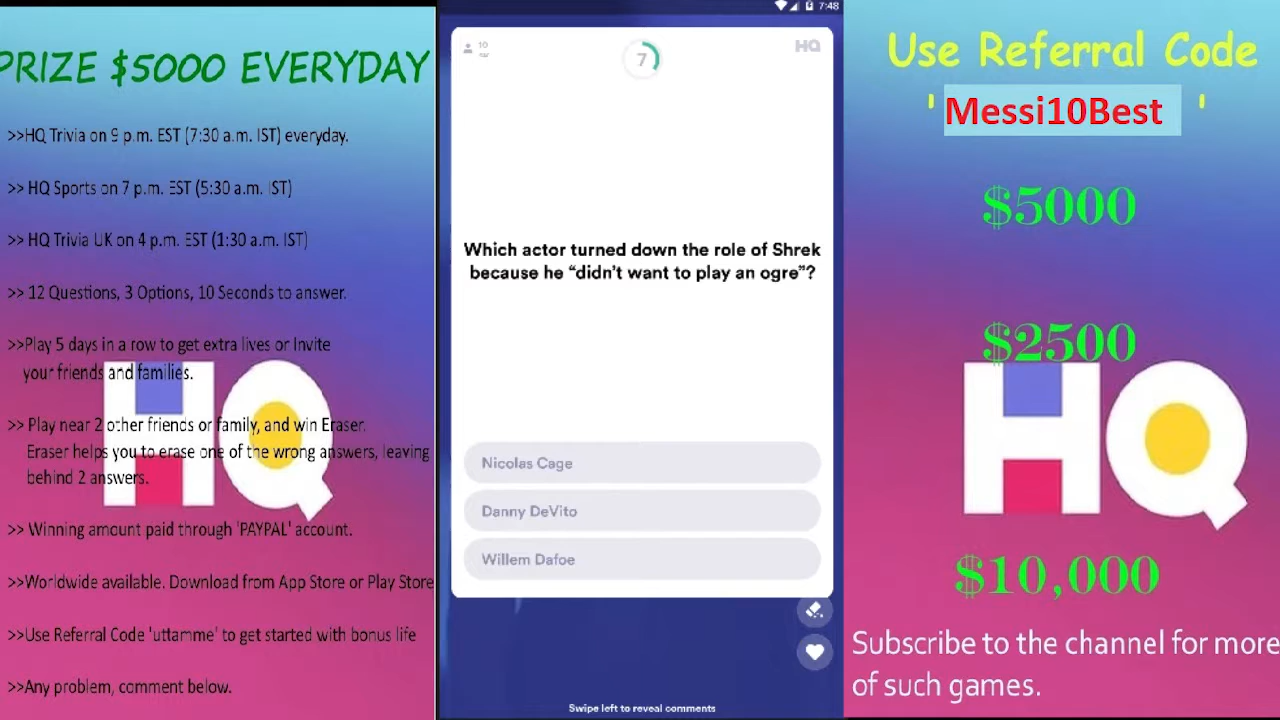 PRIZE $5000 EVERYDAY
>>HQ Trivia on 9 p.m. EST (7:30 a.m. IST) everyday.
>> HQ Sports on 7 p.m. EST (5:30 a.m. IST)
>> HQ Trivia UK on 4 p.m. EST (1:30 a.m. IST)
>> 12 Questions, 3 Options, 10 Seconds to answer.
>>Play 5 days in a row to get extra lives or Invite
your friends and families.
>> Play near 2 other friends or family, and win Eraser.
Eraser helps you to erase one of the wrong answers, leaving
behind 2 answers.
>> Winning amount paid through 'PAYPAL' account.
>>Worldwide available. Download from App Store or Play Store
>>Use Referral Code 'uttamme' to get started with bonus life
>>Any problem, comment below.
HQ
7:48
10
7
HQ
Which actor turned down the role of Shrek
because he “didn’t want to play an ogre”?
Nicolas Cage
Danny DeVito
Willem Dafoe
Swipe left to reveal comments
Use Referral Code
' Messi10Best '
$5000
$2500
HQ
$10,000
Subscribe to the channel for more
of such games.